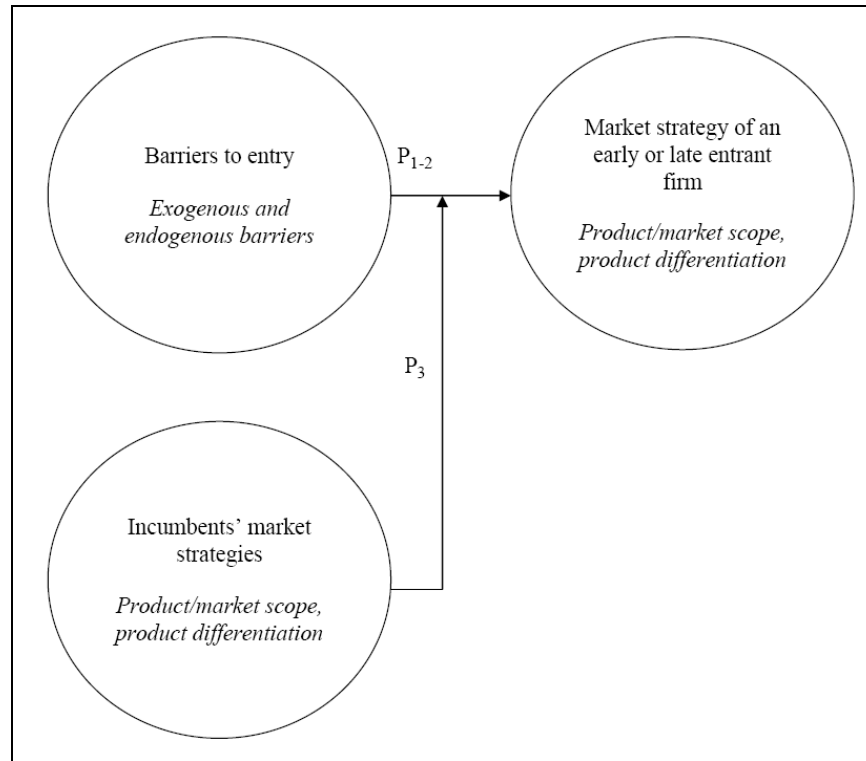 Barriers to entry
Exogenous and
endogenous barriers
P1-2
Market strategy of an
early or late entrant
firm
Product/market scope,
product differentiation
P3
Incumbents’ market
strategies
Product/market scope,
product differentiation